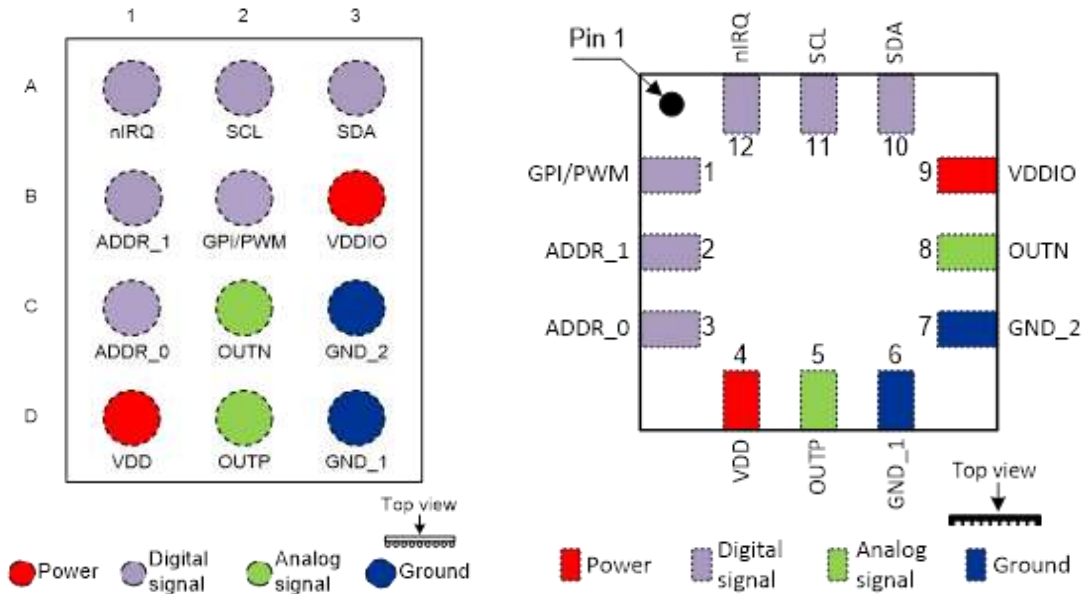 1 2 3
A
nIRQ SCL SDA
B
ADDR_1 GPI/PWM VDDIO
C
ADDR_0 OUTN GND_2
D
VDD OUTP GND_1
Top view
Power
Digital
signal
Analog
signal
Ground
Pin 1
nIRQ SCL SDA
12 11 10
GPI/PWM 1 9 VDDIO
ADDR_1 2 8 OUTN
ADDR_0 3 7 GND_2
4 5 6
VDD OUTP GND_1
Top view
Power
Digital
signal
Analog
signal
Ground